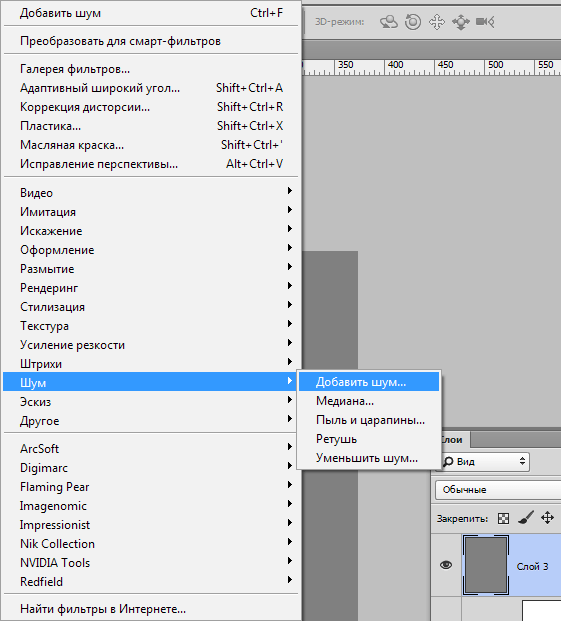 Добавить шум Ctrl+F
Преобразовать для смарт-фильтров
Галерея фильтров...
Адаптивный широкий угол... Shift+Ctrl+A
Коррекция дисторсии... Shift+Ctrl+R
Пластика... Shift+Ctrl+X
Масляная краска... Shift+Ctrl+'
Исправление перспективы... Alt+Ctrl+V
Видео
Имитация
Искажение
Оформление
Размытие
Рендеринг
Стилизация
Текстура
Усиление резкости
Штрихи
Шум
Эскиз
Другое
ArcSoft
Digimarc
Flaming Pear
Imagenomic
Impressionist
Nik Collection
NVIDIA Tools
Redfield
Найти фильтры в Интернете...
Добавить шум...
Медиана...
Пыль и царапины...
Ретушь
Уменьшить шум...
3D-режим:
350 400 450 500 550
Слои
Вид
Обычные
Закрепить:
Слой 3